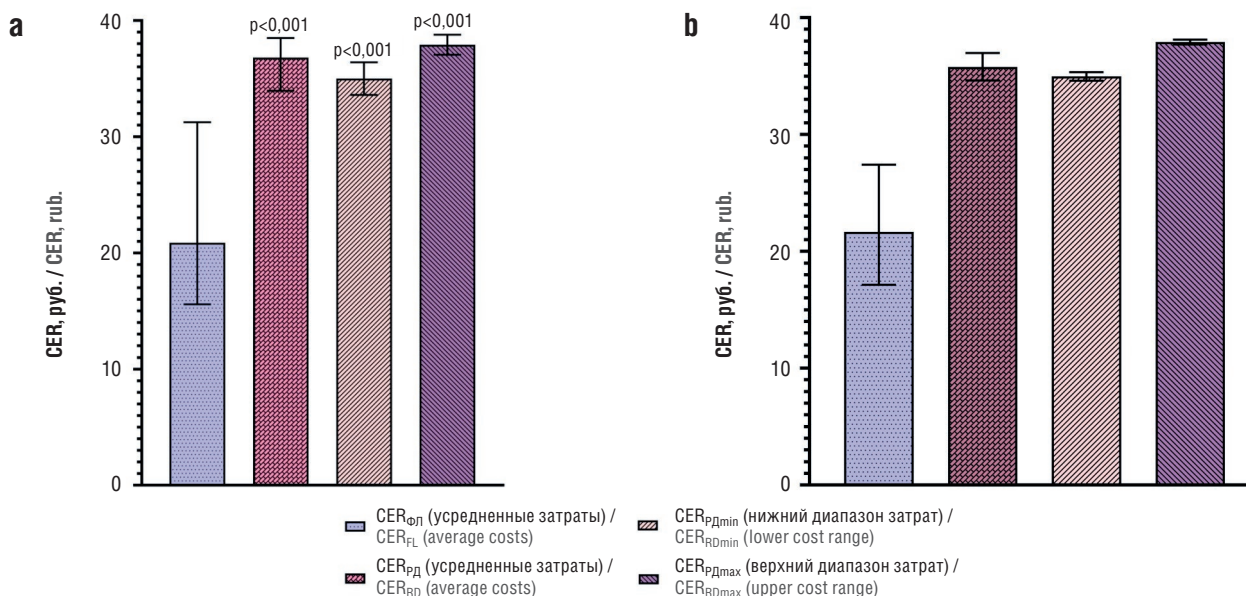 a
CER, руб. / CER, rub.
40
30
20
10
0
p<0,001
p<0,001
p<0,001
b
CER, руб. / CER, rub.
40
30
20
10
0
CERФЛ (усредненные затраты) /
CERFL (average costs)
CERРД (усредненные затраты) /
CERRD (average costs)
CERРДmin (нижний диапазон затрат) /
CERRDmin (lower cost range)
CERРДmax (верхний диапазон затрат) /
CERRDmax (upper cost range)